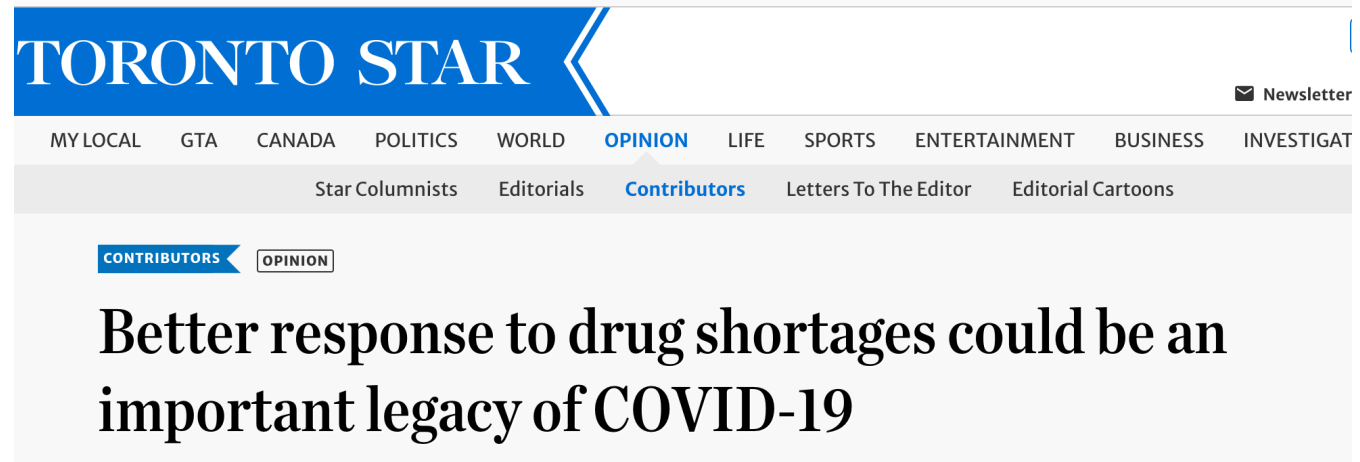 TORONTO STAR
Newsletter
MY LOCAL GTA CANADA POLITICS WORLD OPINION LIFE SPORTS ENTERTAINMENT BUSINESS INVESTIGAT
Star Columnists Editorials Contributors Letters To The Editor Editorial Cartoons
CONTRIBUTORS OPINION
Better response to drug shortages could be an
important legacy of COVID-19